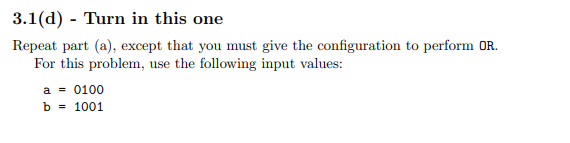 3.1(d) - Turn in this one
Repeat part (a), except that you must give the configuration to perform OR.
For this problem, use the following input values:
a = 0100
b = 1001